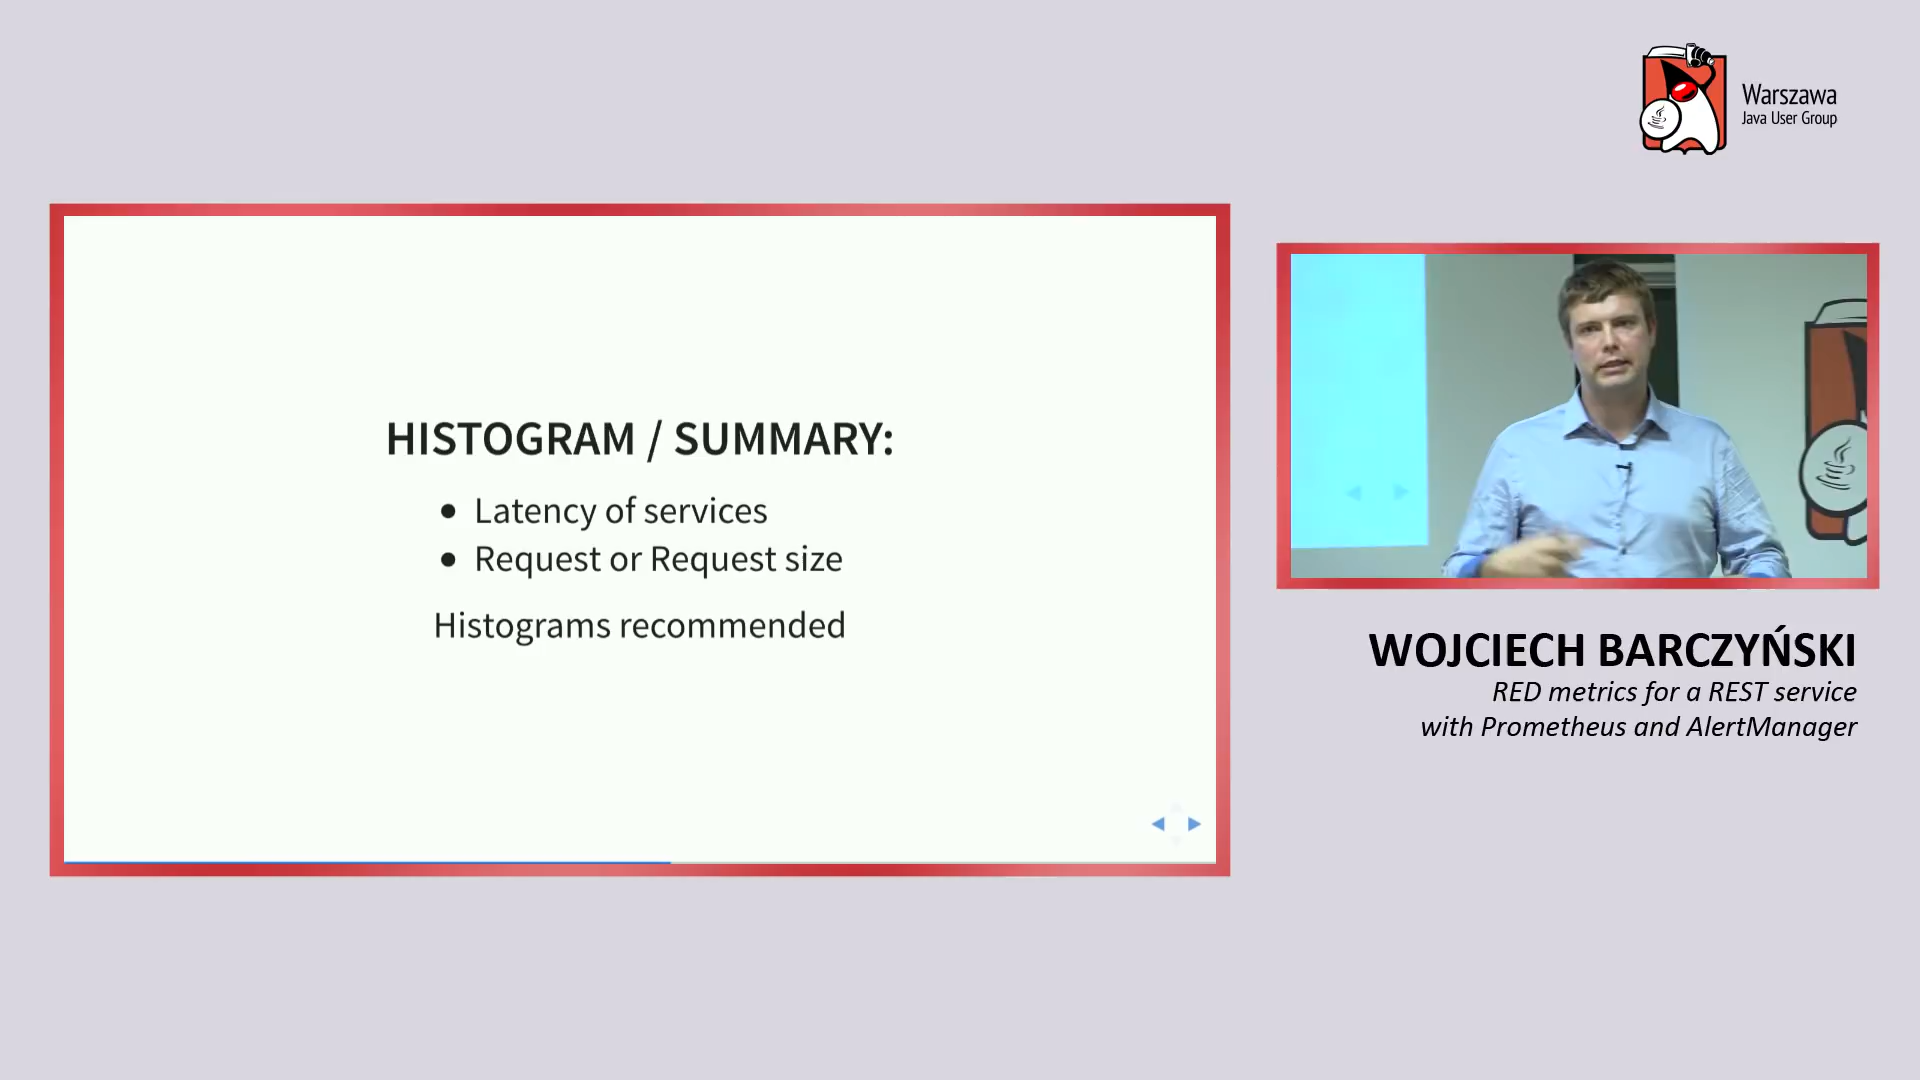 Warszawa
Java User Group
HISTOGRAM / SUMMARY:
Latency of services
Request or Request size
Histograms recommended
WOJCIECH BARCZYŃSKI
RED metrics for a REST service
with Prometheus and AlertManager